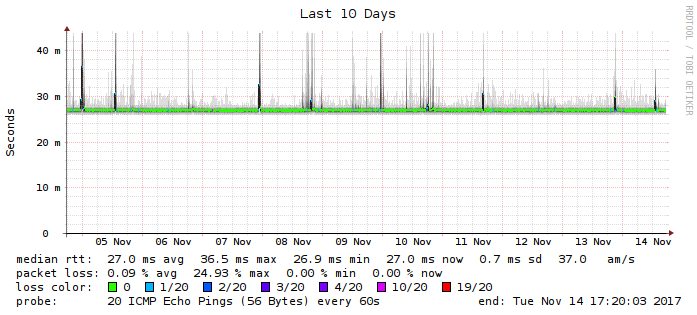 Last 10 Days
RRDTOOL / TOBI OETIKER
Seconds
40 m
30 m
20 m
10 m
0
05 Nov 06 Nov 07 Nov 08 Nov 09 Nov 10 Nov 11 Nov 12 Nov 13 Nov 14 Nov
median rtt: 27.0 ms avg 36.5 ms max 26.9 ms min 27.0 ms now 0.7 ms sd 37.0 am/s
packet loss: 0.09 % avg 24.93 % max 0.00 % min 0.00 % now
loss color: 0 1/20 2/20 3/20 4/20 10/20 19/20
probe: 20 ICMP Echo Pings (56 Bytes) every 60s end: Tue Nov 14 17:20:03 2017